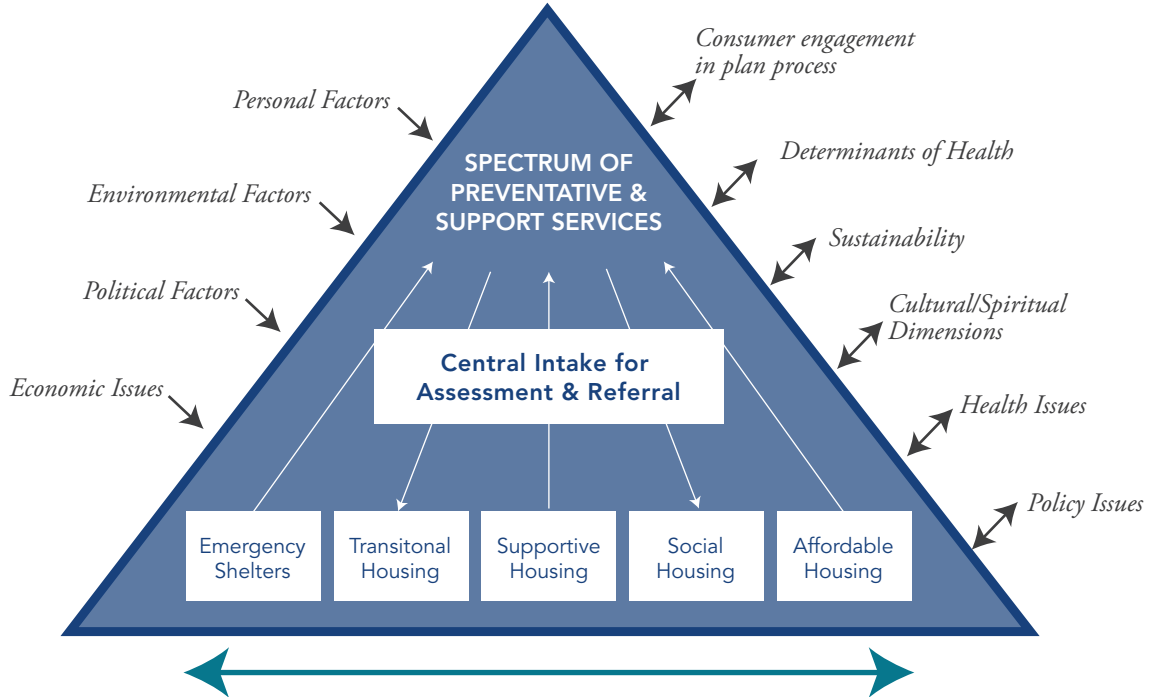 Consumer engagement
in plan process
Personal Factors
Determinants of Health
SPECTRUM OF
PREVENTATIVE &
SUPPORT SERVICES
Environmental Factors
Sustainability
Political Factors
Cultural/Spiritual
Dimensions
Central Intake for
Assessment & Referral
Economic Issues
Health Issues
Policy Issues
Emergency
Shelters
Transitonal
Housing
Supportive
Housing
Social
Housing
Affordable
Housing